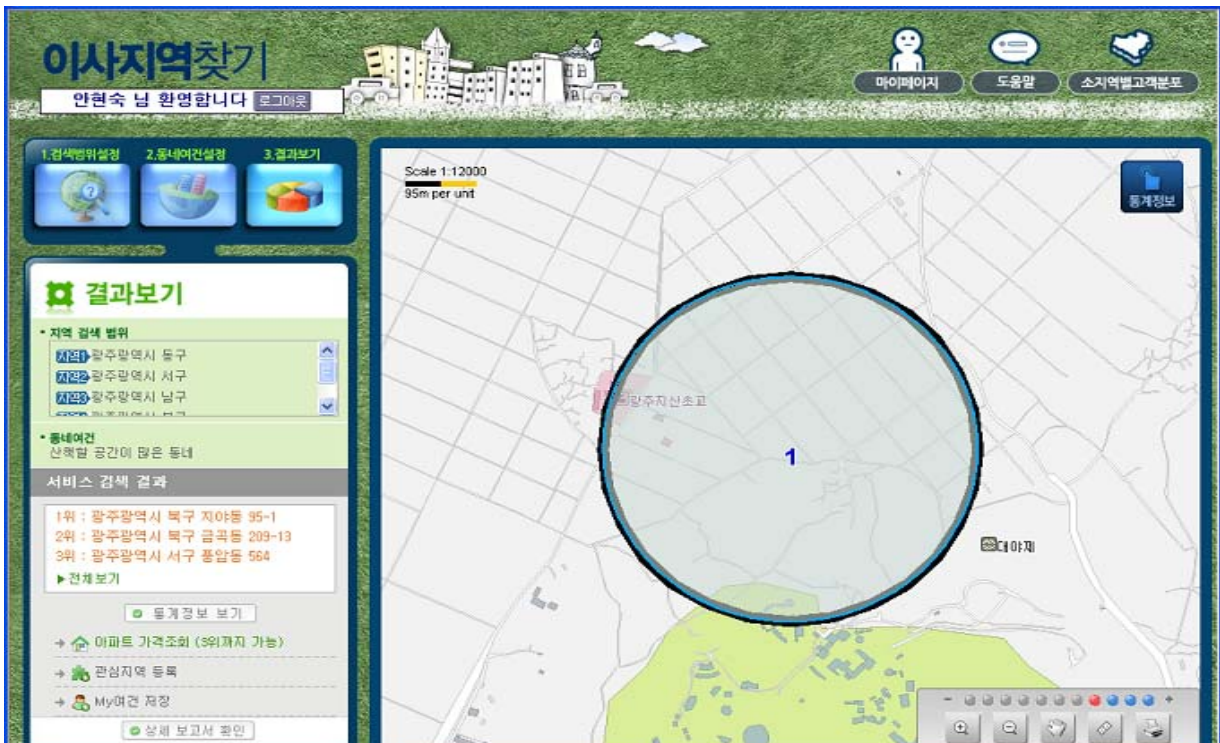 이사지역찾기
안현숙 님 환영합니다 로그아웃
마이페이지 도움말 소지역별고객분포
1.검색범위설정 2.동네여건설정 3.결과보기
Scale 1:12000
95m per unit
통계정보
결과보기
지역 검색 범위
지역1 광주광역시 동구
지역2 광주광역시 서구
지역3 광주광역시 남구
동네여건
산책할 공간이 많은 동네
서비스 검색 결과
1위 : 광주광역시 북구 지야동 95-1
2위 : 광주광역시 북구 금곡동 209-13
3위 : 광주광역시 서구 풍암동 564
▶전체보기
통계정보 보기
아파트 가격조회 (3위까지 가능)
관심지역 등록
My여건 저장
상세 보고서 확인
광주지산초교
1
대야제